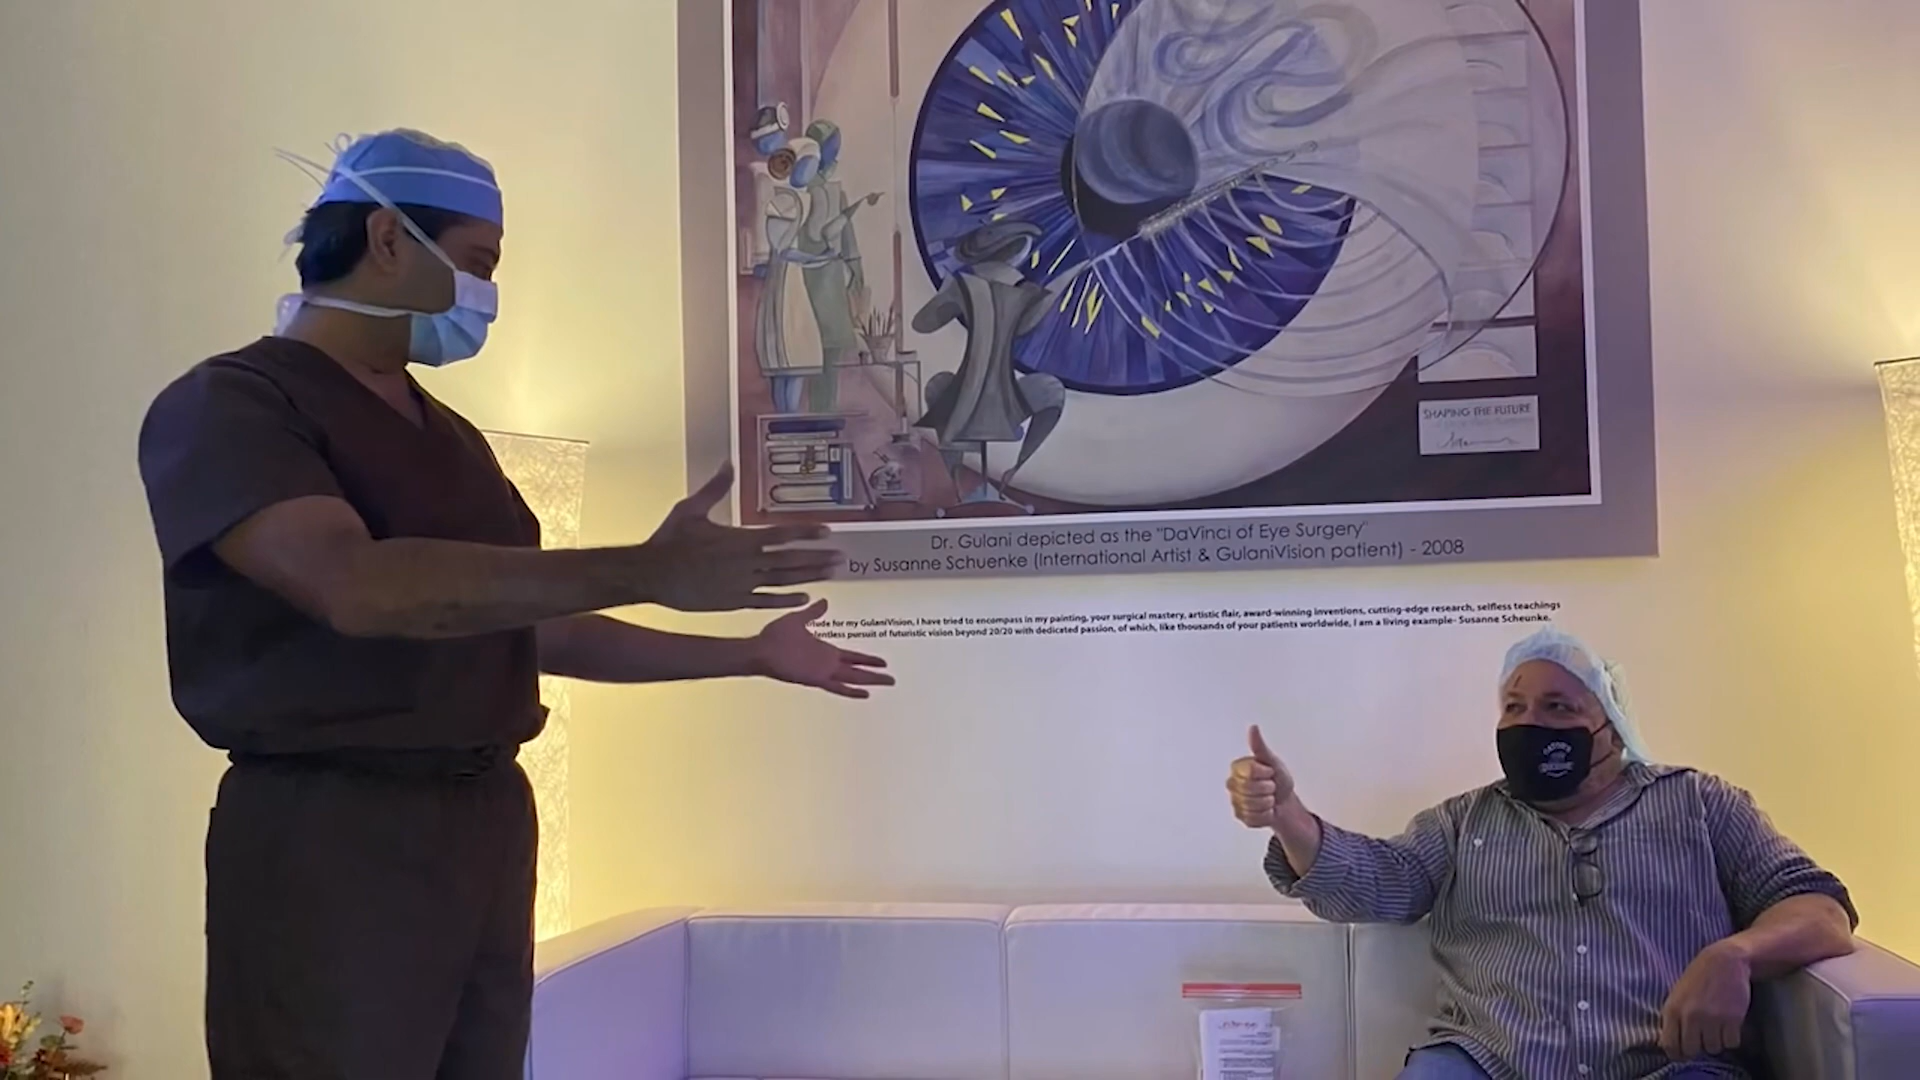 SHAPING THE FUTURE
Dr. Gulani depicted as the "DaVinci of Eye Surgery"
by Susanne Schuenke (International Artist & GulaniVision patient) - 2008
for my GulaniVision, I have tried to encompass in my painting, your surgical mastery, artistic flair, award-winning inventions, cutting-edge research, selfless teachings
pursuit of futuristic vision beyond 20/20 with dedicated passion, of which, like thousands of your patients worldwide, I am a living example- Susanne Scheunke.